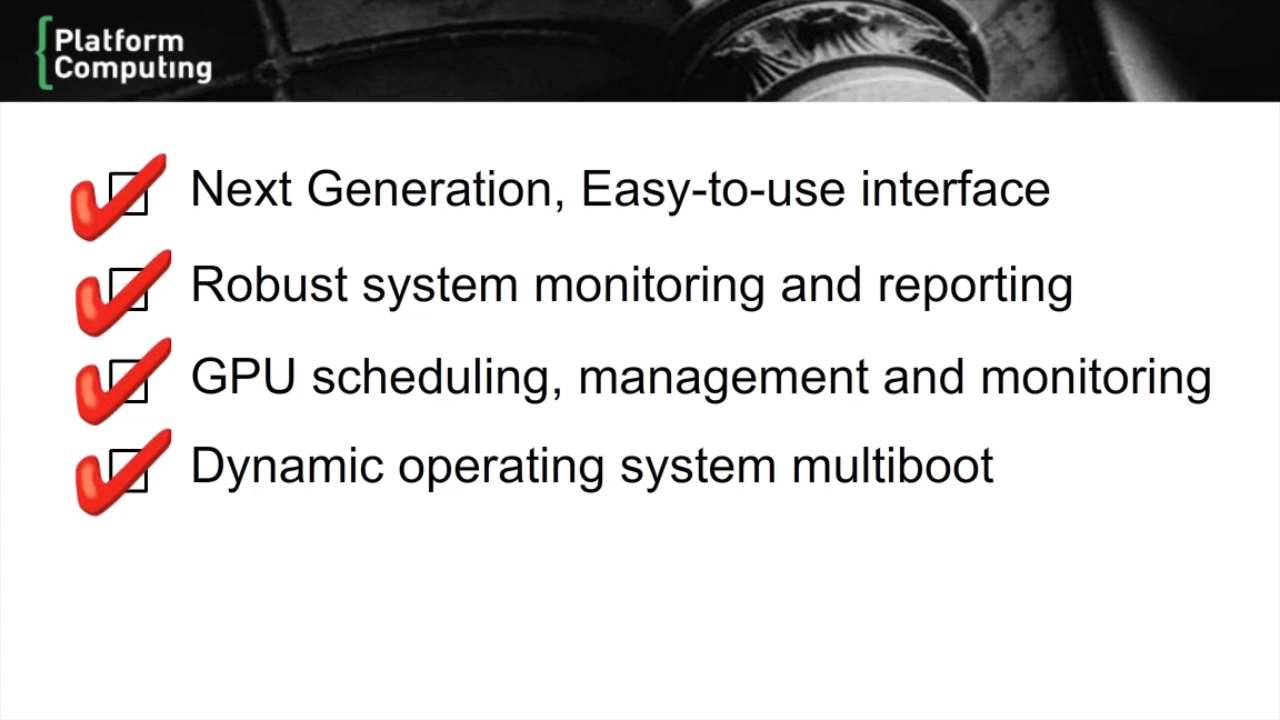 Platform
Computing
Next Generation, Easy-to-use interface
Robust system monitoring and reporting
GPU scheduling, management and monitoring
Dynamic operating system multiboot